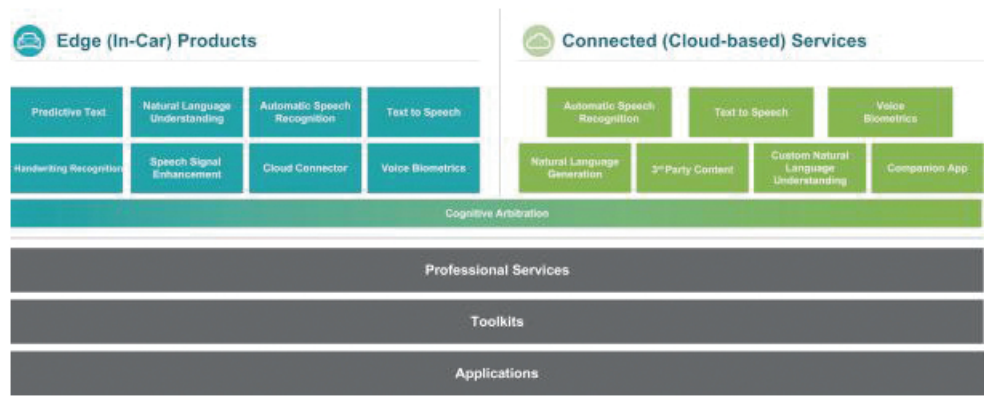 Edge (In-Car) Products
Connected (Cloud-based) Services
Predictive Text
Natural Language
Understanding
Automatic Speech
Recognition
Text to Speech
Handwriting Recognition
Speech Signal
Enhancement
Cloud Connector
Voice Biometrics
Automatic Speech
Recognition
Text to Speech
Voice
Biometrics
Natural Language
Generation
3rd Party Content
Custom Natural
Language
Understanding
Companion App
Cognitive Arbitration
Professional Services
Toolkits
Applications